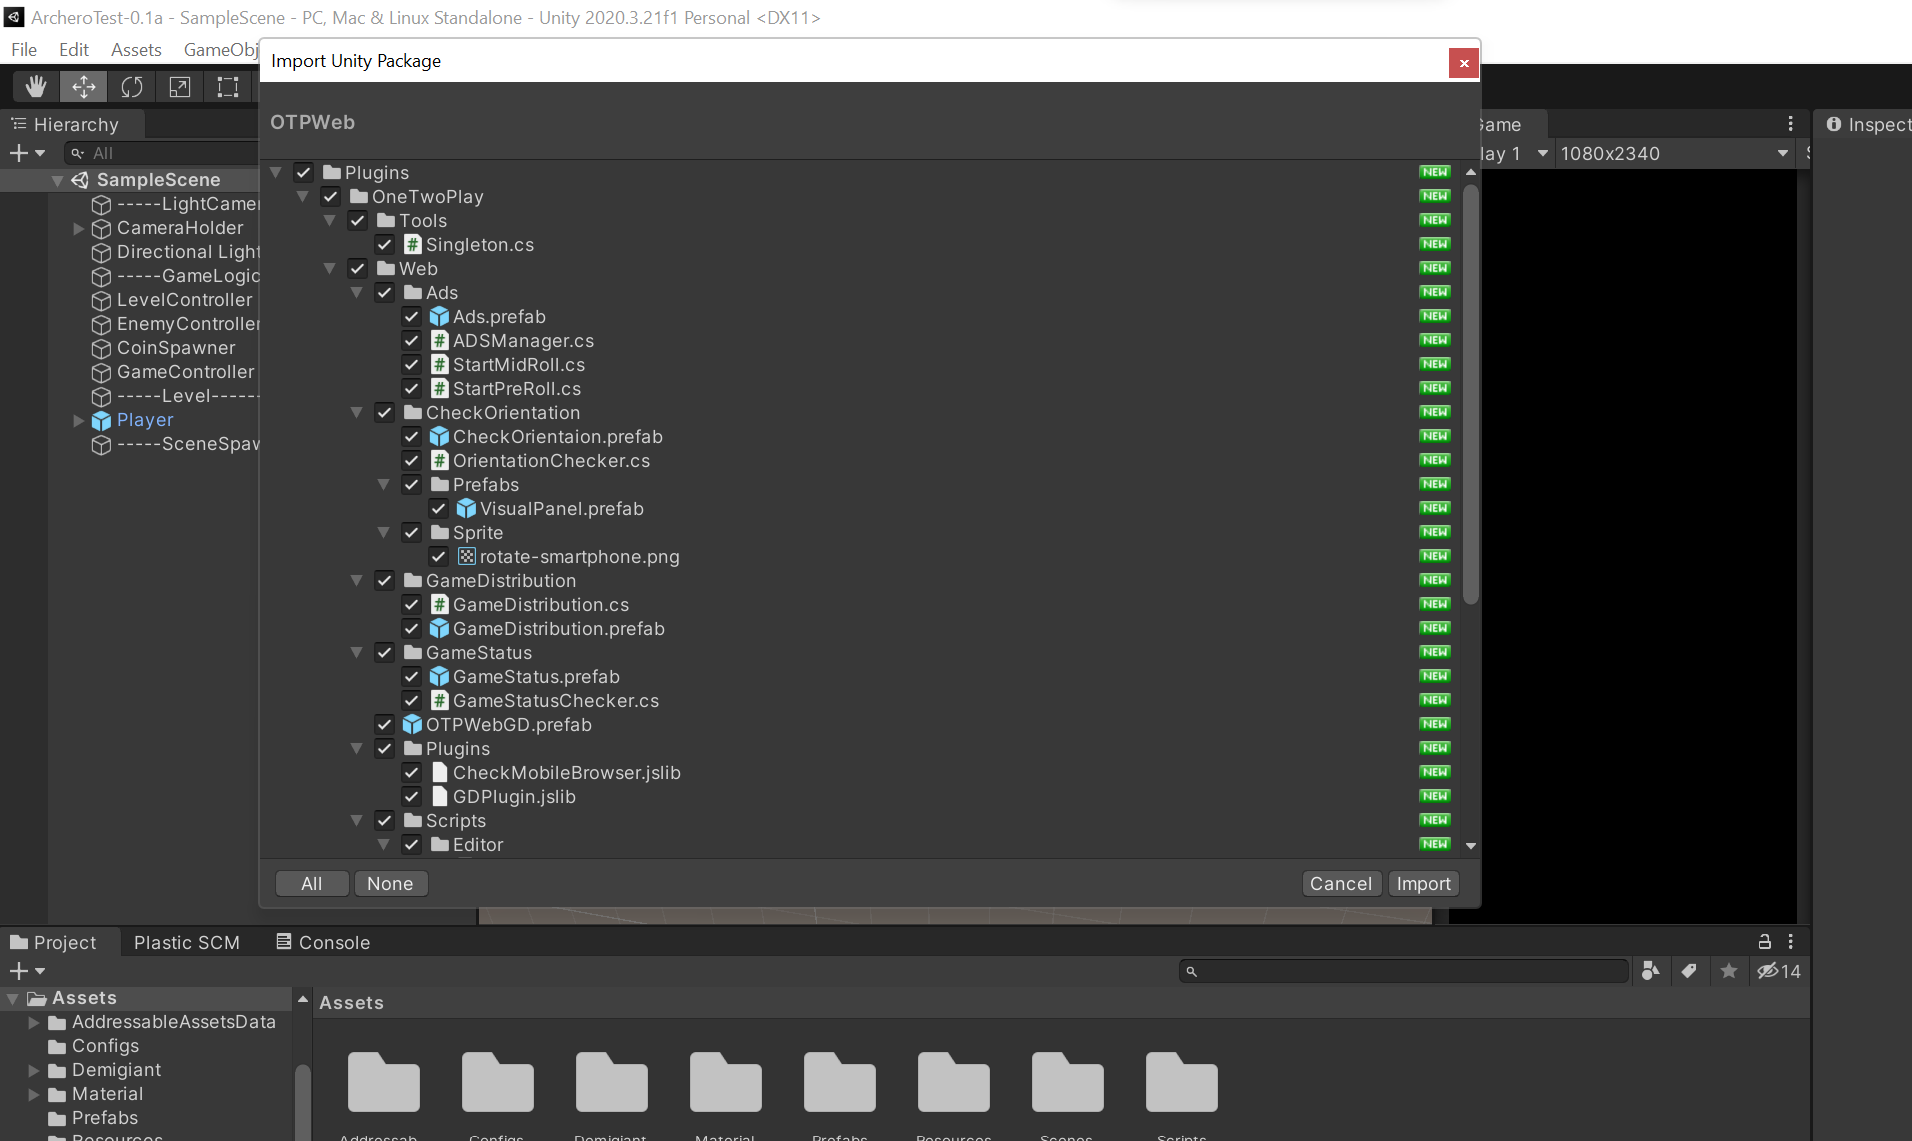 ArcheroTest-0.1a - SampleScene - PC, Mac & Linux Standalone - Unity 2020.3.21f1 Personal <DX11>
File Edit Assets GameObj
Import Unity Package
OTPWeb
Hierarchy
All
SampleScene
-----LightCamer
CameraHolder
Directional Light
-----GameLogic
LevelController
EnemyController
CoinSpawner
GameController
-----Level------
Player
-----SceneSpaw
Plugins NEW
OneTwoPlay NEW
Tools NEW
Singleton.cs NEW
Web NEW
Ads NEW
Ads.prefab NEW
ADSManager.cs NEW
StartMidRoll.cs NEW
StartPreRoll.cs NEW
CheckOrientation NEW
CheckOrientaion.prefab NEW
OrientationChecker.cs NEW
Prefabs NEW
VisualPanel.prefab NEW
Sprite NEW
rotate-smartphone.png NEW
GameDistribution NEW
GameDistribution.cs NEW
GameDistribution.prefab NEW
GameStatus NEW
GameStatus.prefab NEW
GameStatusChecker.cs NEW
OTPWebGD.prefab NEW
Plugins NEW
CheckMobileBrowser.jslib NEW
GDPlugin.jslib NEW
Scripts NEW
Editor NEW
All None Cancel Import
ame
lay 1 1080x2340
Inspect
Project Plastic SCM Console
14
Assets
AddressableAssetsData
Configs
Demigiant
Material
Prefabs
Resources
Assets
Addressab Configs Demigiant Material Prefabs Resources Scenes Scripts